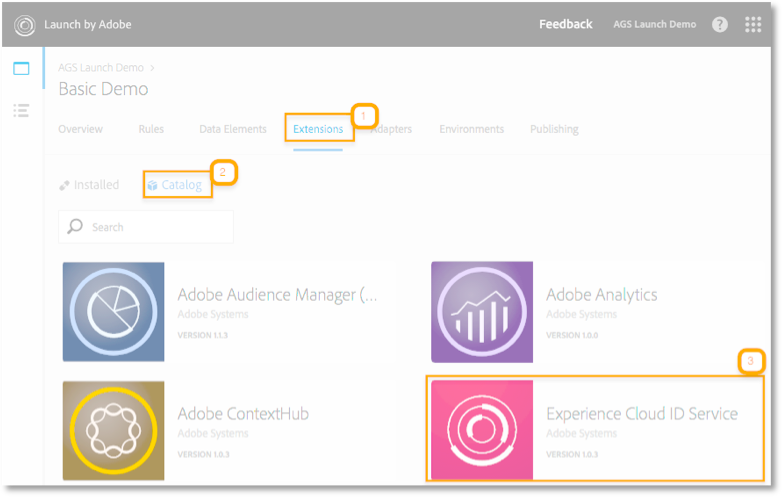 Launch by Adobe
Feedback
AGS Launch Demo
?
AGS Launch Demo >
Basic Demo
1
Overview
Rules
Data Elements
Extensions
Adapters
Environments
Publishing
2
Installed
Catalog
Search
Adobe Audience Manager (...
Adobe Systems
VERSION 1.1.3
Adobe Analytics
Adobe Systems
VERSION 1.0.0
3
Adobe ContextHub
Adobe Systems
VERSION 1.0.3
Experience Cloud ID Service
Adobe Systems
VERSION 1.0.3